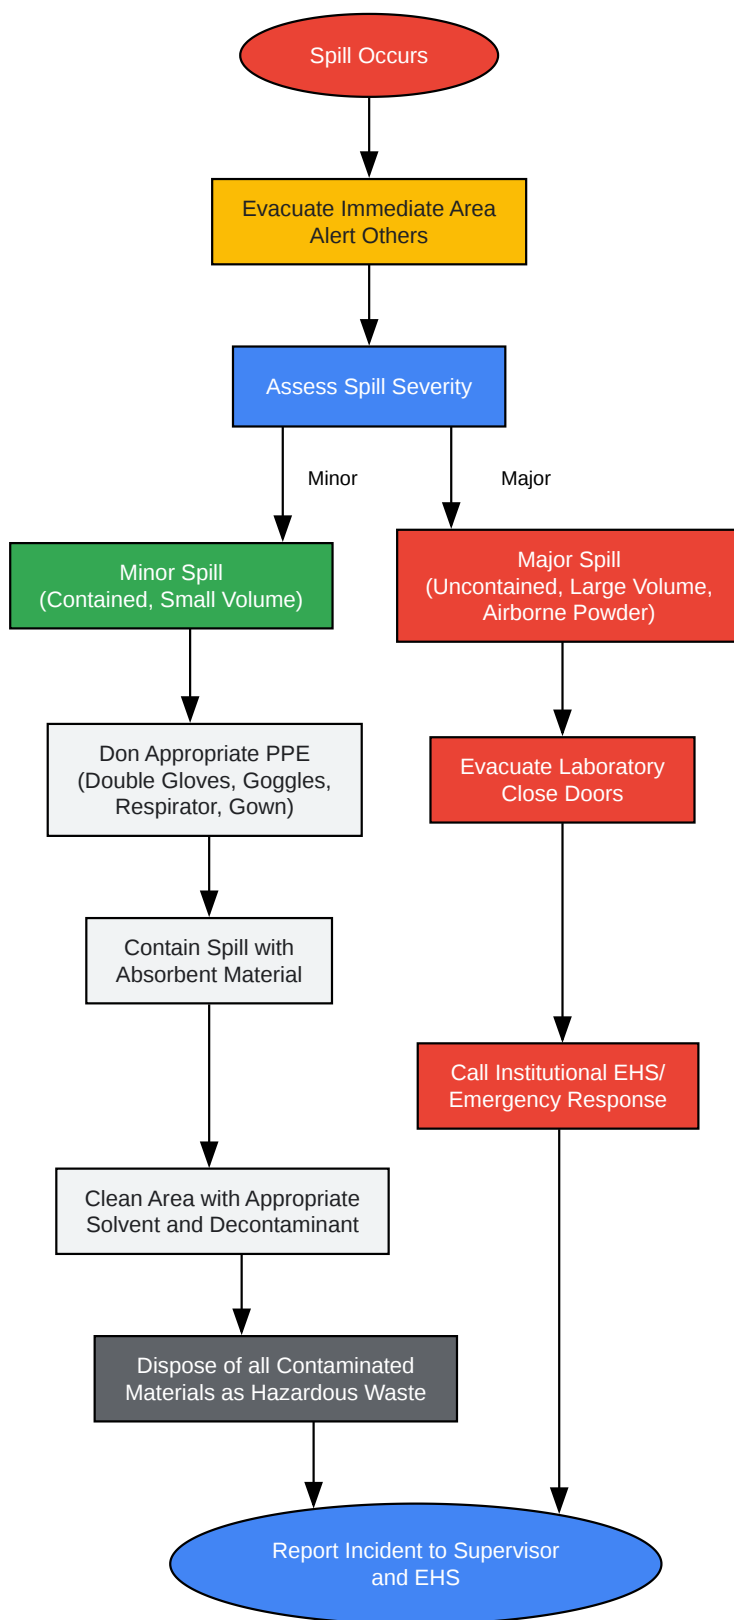 Spill Occurs
Evacuate Immediate Area
Alert Others
Assess Spill Severity
Minor
Major
Minor Spill
(Contained, Small Volume)
Major Spill
(Uncontained, Large Volume,
Airborne Powder)
Don Appropriate PPE
(Double Gloves, Goggles,
Respirator, Gown)
Evacuate Laboratory
Close Doors
Contain Spill with
Absorbent Material
Call Institutional EHS/
Emergency Response
Clean Area with Appropriate
Solvent and Decontaminant
Dispose of all Contaminated
Materials as Hazardous Waste
Report Incident to Supervisor
and EHS